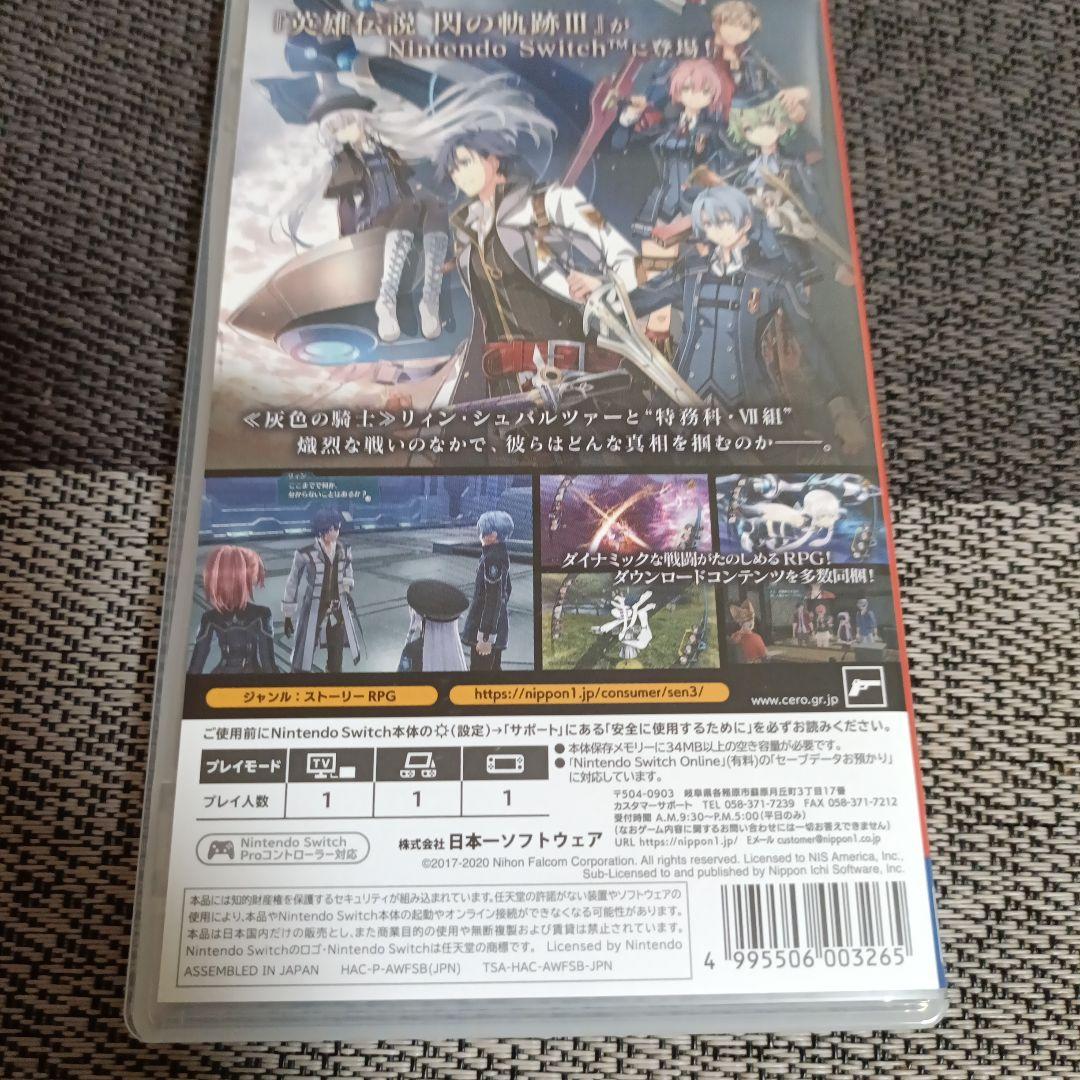 『英雄伝説 閃の軌跡III』が
Nintendo Switch™に登場！
≪灰色の騎士≫リィン・シュバルツァーと“特務科・Ⅶ組”
熾烈な戦いのなかで、彼らはどんな真相を掴むのか――。
リィン
ここまでで何か、
分からないことはあるか？
ダイナミックな戦闘がたのしめるRPG！
ダウンロードコンテンツを多数同梱！
斬
ジャンル：ストーリーRPG
https://nippon1.jp/consumer/sen3/
www.cero.gr.jp
ご使用前にNintendo Switch本体の(設定)→「サポート」にある「安全に使用するために」を必ずお読みください。
プレイモード TV
プレイ人数 1 1 1
●本体保存メモリーに34MB以上の空き容量が必要です。
●「Nintendo Switch Online」(有料)の「セーブデータお預かり」
に対応しています。
〒504-0903 岐阜県各務原市蘇原月丘町3丁目17番
カスタマーサポート TEL 058-371-7239 FAX 058-371-7212
受付時間 A.M.9:30～P.M.5:00(平日のみ)
(なおゲーム内容に関するお問い合わせには一切お答えできません)
URL https://nippon1.jp/ Eメール customer@nippon1.co.jp
Nintendo Switch
Proコントローラー対応
株式会社 日本一ソフトウェア
©2017-2020 Nihon Falcom Corporation. All rights reserved. Licensed to NIS America, Inc.,
Sub-Licensed to and published by Nippon Ichi Software, Inc.
本品には知的財産権を保護するセキュリティが組み込まれています。任天堂の許諾がない装置やソフトウェアの
使用により、本品やNintendo Switch本体の起動やオンライン接続ができなくなる可能性があります。
本品は日本国内だけの販売とし、また商業目的の使用や無断複製および賃貸は禁止されています。
Nintendo Switchのロゴ・Nintendo Switchは任天堂の商標です。 Licensed by Nintendo
ASSEMBLED IN JAPAN HAC-P-AWFSB(JPN) TSA-HAC-AWFSB-JPN
4 995506 003265